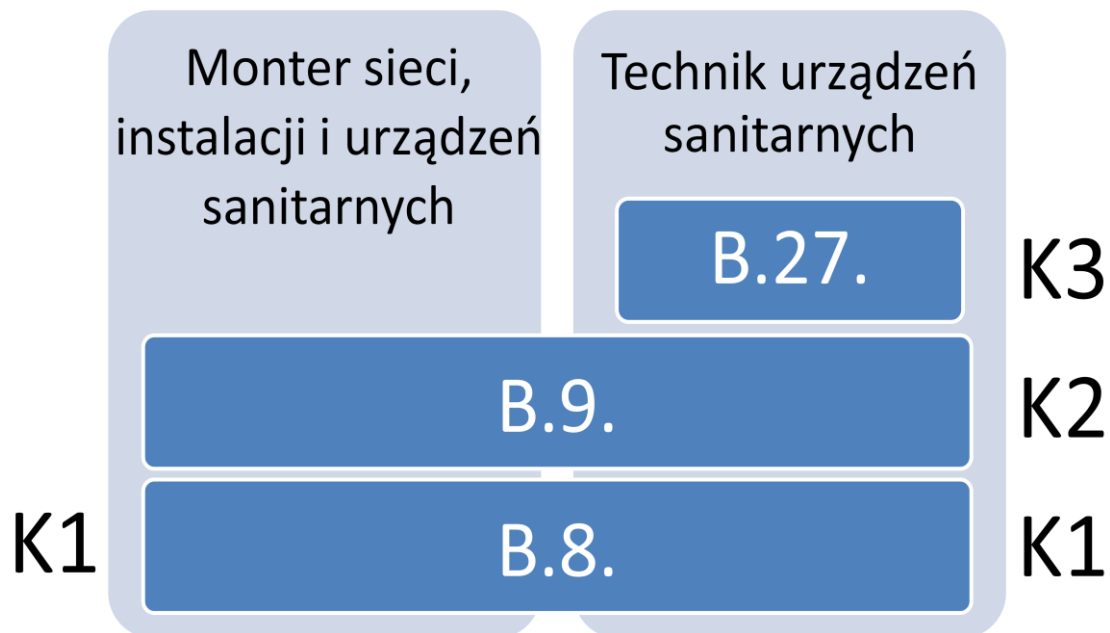 Monter sieci,
instalacji i urządzeń
sanitarnych
Technik urządzeń
sanitarnych
B.27.
K3
B.9.
K2
K1
B.8.
K1